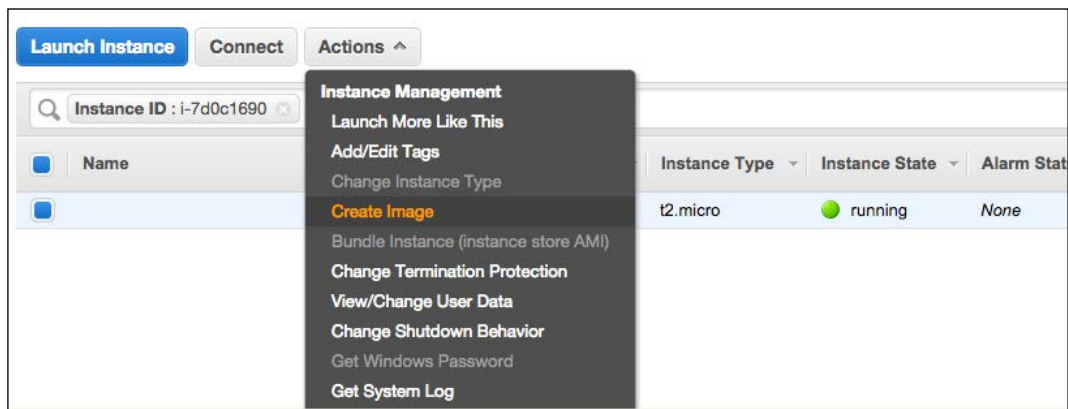 Launch Instance Connect Actions
Instance ID : i-7d0c1690
Instance Management
Launch More Like This
Add/Edit Tags
Change Instance Type
Create Image
Bundle Instance (instance store AMI)
Change Termination Protection
View/Change User Data
Change Shutdown Behavior
Get Windows Password
Get System Log
Name Instance Type Instance State Alarm Stat
t2.micro running None